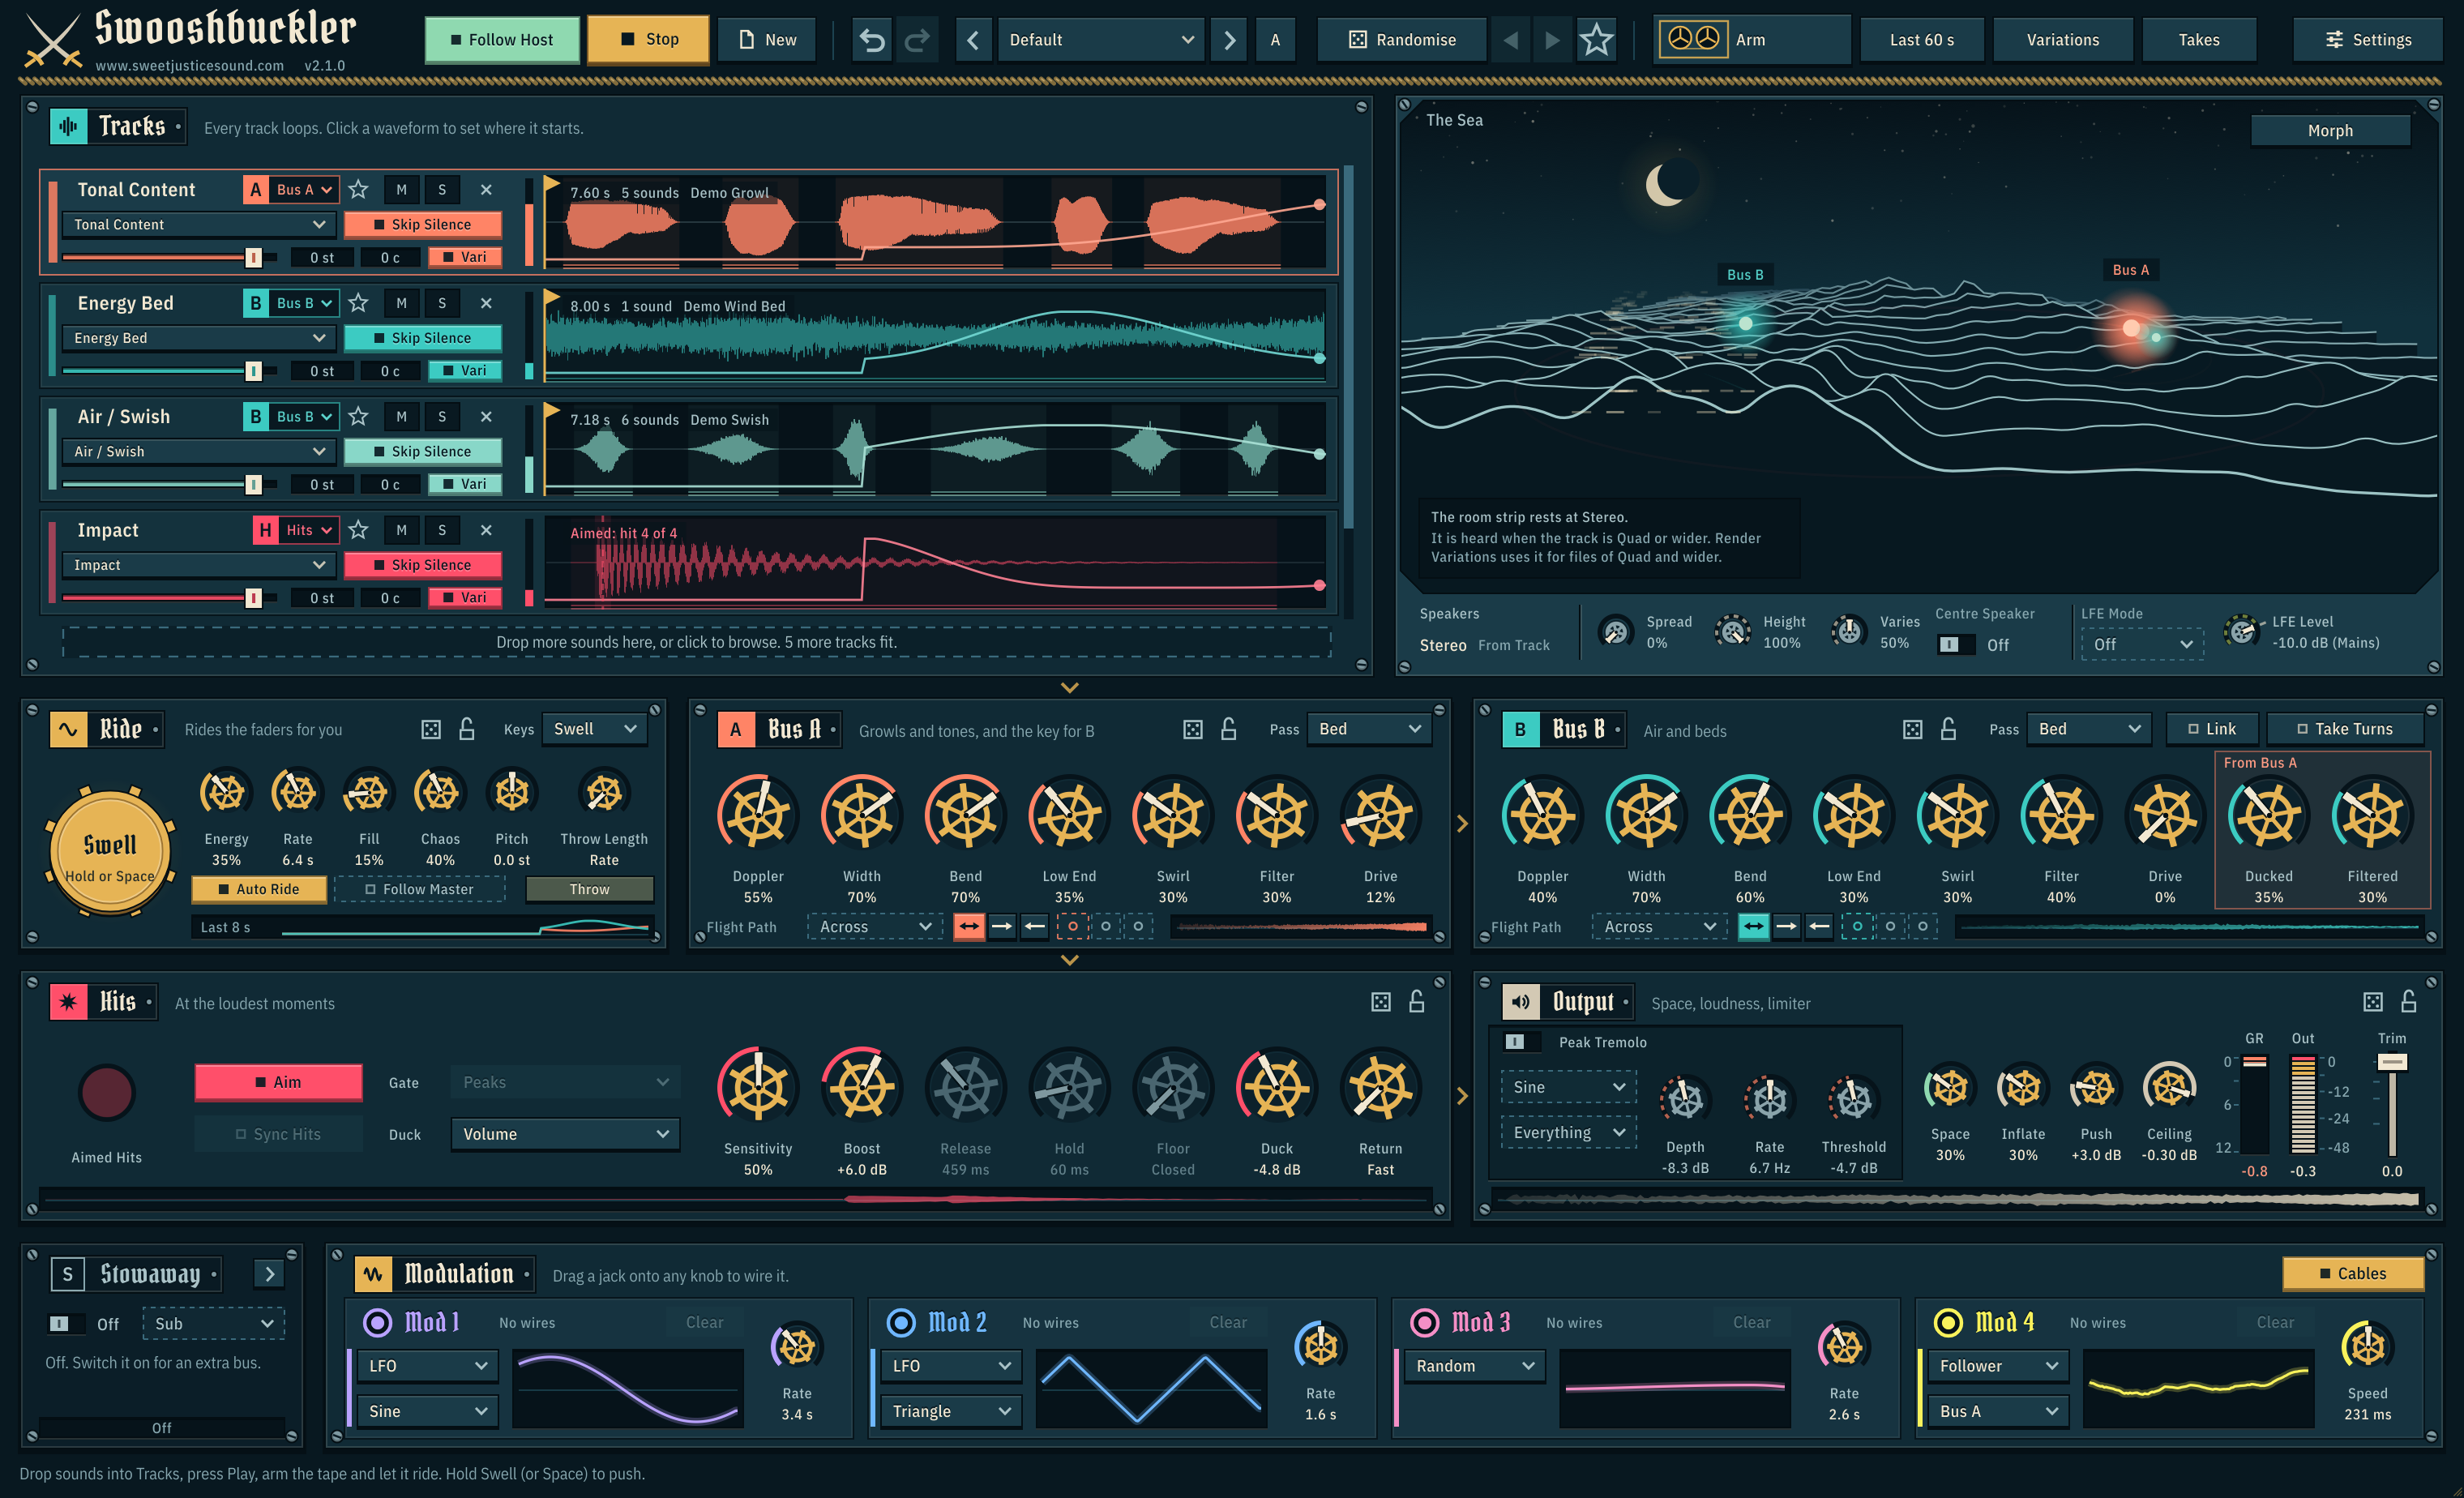 Swooshbuckler
www.sweetjusticesound.com v2.1.0
Follow Host
Stop
New
Default
A
Randomise
Arm
Last 60 s
Variations
Takes
Settings
Tracks
Every track loops. Click a waveform to set where it starts.
Tonal Content
A Bus A
M S
Tonal Content
Skip Silence
0 st 0 c Vari
7.60 s 5 sounds Demo Growl
Energy Bed
B Bus B
M S
Energy Bed
Skip Silence
0 st 0 c Vari
8.00 s 1 sound Demo Wind Bed
Air / Swish
B Bus B
M S
Air / Swish
Skip Silence
0 st 0 c Vari
7.18 s 6 sounds Demo Swish
Impact
H Hits
M S
Impact
Skip Silence
0 st 0 c Vari
Aimed: hit 4 of 4
Drop more sounds here, or click to browse. 5 more tracks fit.
The Sea
Morph
Bus B
Bus A
The room strip rests at Stereo.
It is heard when the track is Quad or wider. Render
Variations uses it for files of Quad and wider.
Speakers
Stereo From Track
Spread
0%
Height
100%
Varies
50%
Centre Speaker
Off
LFE Mode
Off
LFE Level
-10.0 dB (Mains)
Ride
Rides the faders for you
Keys Swell
Swell
Hold or Space
Energy Rate Fill Chaos Pitch Throw Length
35% 6.4 s 15% 40% 0.0 st Rate
Auto Ride
Follow Master
Throw
Last 8 s
A Bus A
Growls and tones, and the key for B
Pass Bed
Doppler Width Bend Low End Swirl Filter Drive
55% 70% 70% 35% 30% 30% 12%
Flight Path Across
B Bus B
Air and beds
Pass Bed
Link
Take Turns
From Bus A
Doppler Width Bend Low End Swirl Filter Drive Ducked Filtered
40% 70% 60% 30% 30% 40% 0% 35% 30%
Flight Path Across
Hits
At the loudest moments
Aimed Hits
Aim
Sync Hits
Gate Peaks
Duck Volume
Sensitivity Boost Release Hold Floor Duck Return
50% +6.0 dB 459 ms 60 ms Closed -4.8 dB Fast
Output
Space, loudness, limiter
Peak Tremolo
Sine
Everything
Depth Rate Threshold
-8.3 dB 6.7 Hz -4.7 dB
Space Inflate Push Ceiling
30% 30% +3.0 dB -0.30 dB
GR Out Trim
0 6 12
0 -12 -24 -48
-0.8 -0.3 0.0
S Stowaway
Off Sub
Off. Switch it on for an extra bus.
Off
Modulation
Drag a jack onto any knob to wire it.
Cables
Mod 1 No wires Clear
LFO
Sine
Rate
3.4 s
Mod 2 No wires Clear
LFO
Triangle
Rate
1.6 s
Mod 3 No wires Clear
Random
Rate
2.6 s
Mod 4 No wires Clear
Follower
Bus A
Speed
231 ms
Drop sounds into Tracks, press Play, arm the tape and let it ride. Hold Swell (or Space) to push.